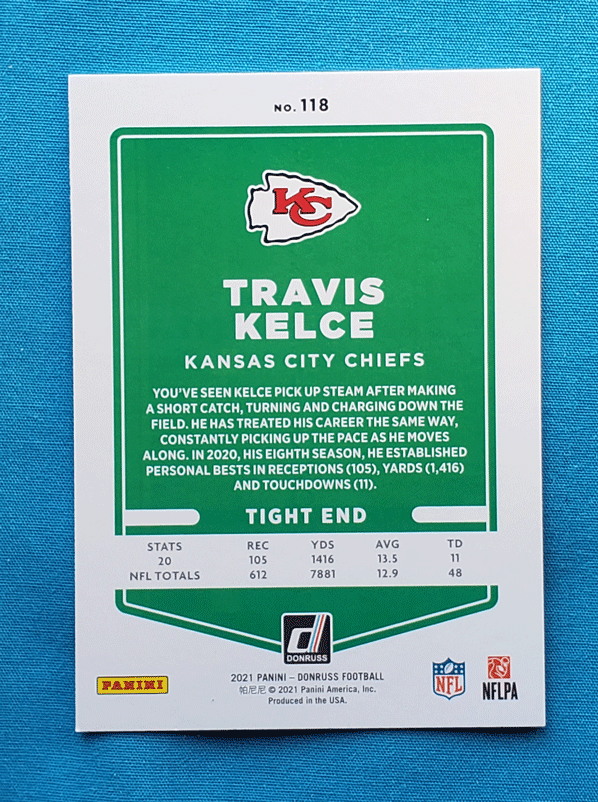 NO. 118
KC
TRAVIS
KELCE
KANSAS CITY CHIEFS
YOU'VE SEEN KELCE PICK UP STEAM AFTER MAKING
A SHORT CATCH, TURNING AND CHARGING DOWN THE
FIELD. HE HAS TREATED HIS CAREER THE SAME WAY,
CONSTANTLY PICKING UP THE PACE AS HE MOVES
ALONG. IN 2020, HIS EIGHTH SEASON, HE ESTABLISHED
PERSONAL BESTS IN RECEPTIONS (105), YARDS (1,416)
AND TOUCHDOWNS (11).
TIGHT END
STATS REC YDS AVG TD
20 105 1416 13.5 11
NFL TOTALS 612 7881 12.9 48
d
DONRUSS
2021 PANINI – DONRUSS FOOTBALL
帕尼尼 © 2021 Panini America, Inc.
Produced in the USA.
PANINI
NFL
NFLPA